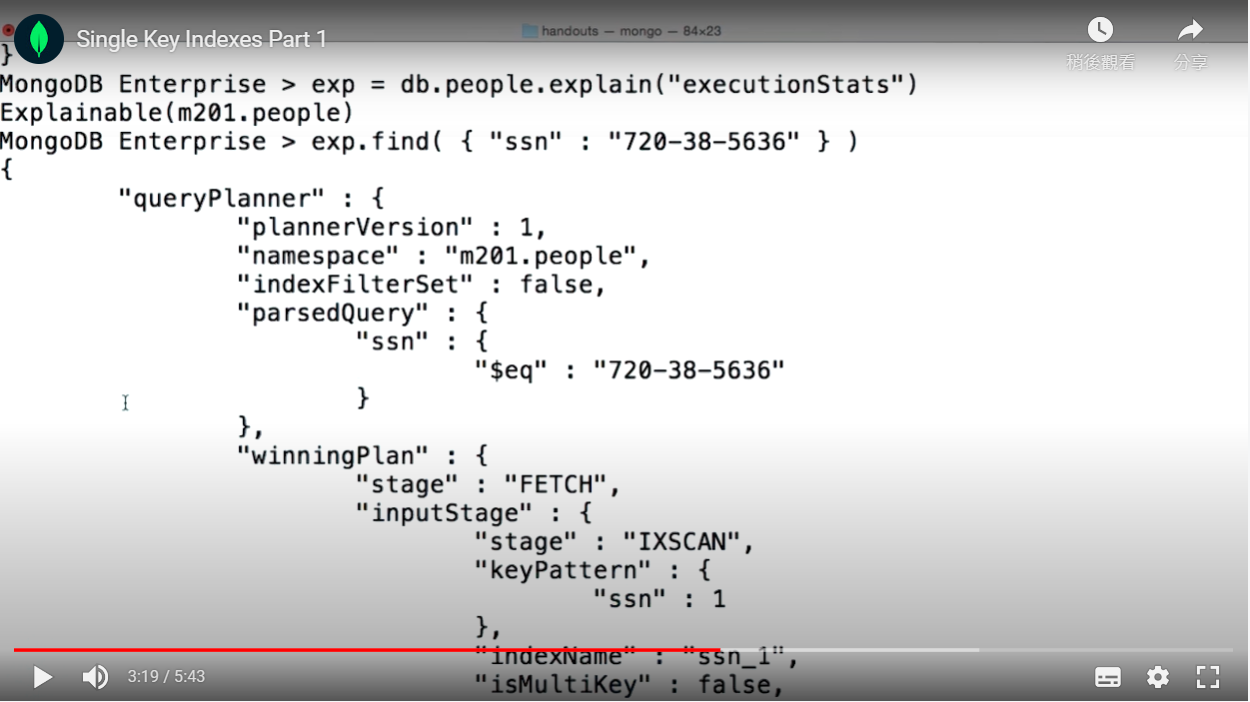 handouts — mongo — 84×23
Single Key Indexes Part 1
稍後觀看
分享
}
MongoDB Enterprise > exp = db.people.explain("executionStats")
Explainable(m201.people)
MongoDB Enterprise > exp.find( { "ssn" : "720-38-5636" } )
{
"queryPlanner" : {
"plannerVersion" : 1,
"namespace" : "m201.people",
"indexFilterSet" : false,
"parsedQuery" : {
"ssn" : {
"$eq" : "720-38-5636"
}
},
"winningPlan" : {
"stage" : "FETCH",
"inputStage" : {
"stage" : "IXSCAN",
"keyPattern" : {
"ssn" : 1
},
"indexName" : "ssn_1",
"isMultiKey" : false,
3:19 / 5:43